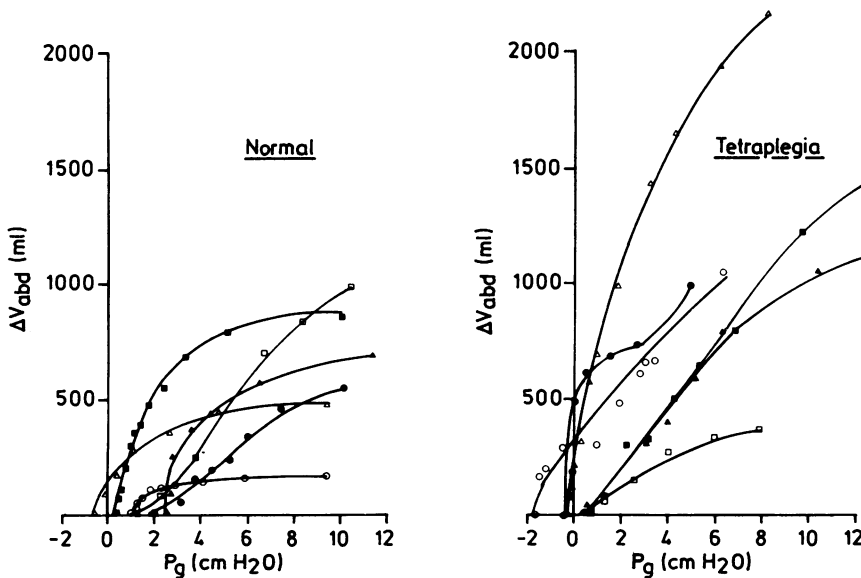 2000
1500
1000
500
ΔVabd (ml)
Normal
-2 0 2 4 6 8 10 12
Pg (cm H2O)
2000
1500
1000
500
ΔVabd (ml)
Tetraplegia
-2 0 2 4 6 8 10 12
Pg (cm H2O)